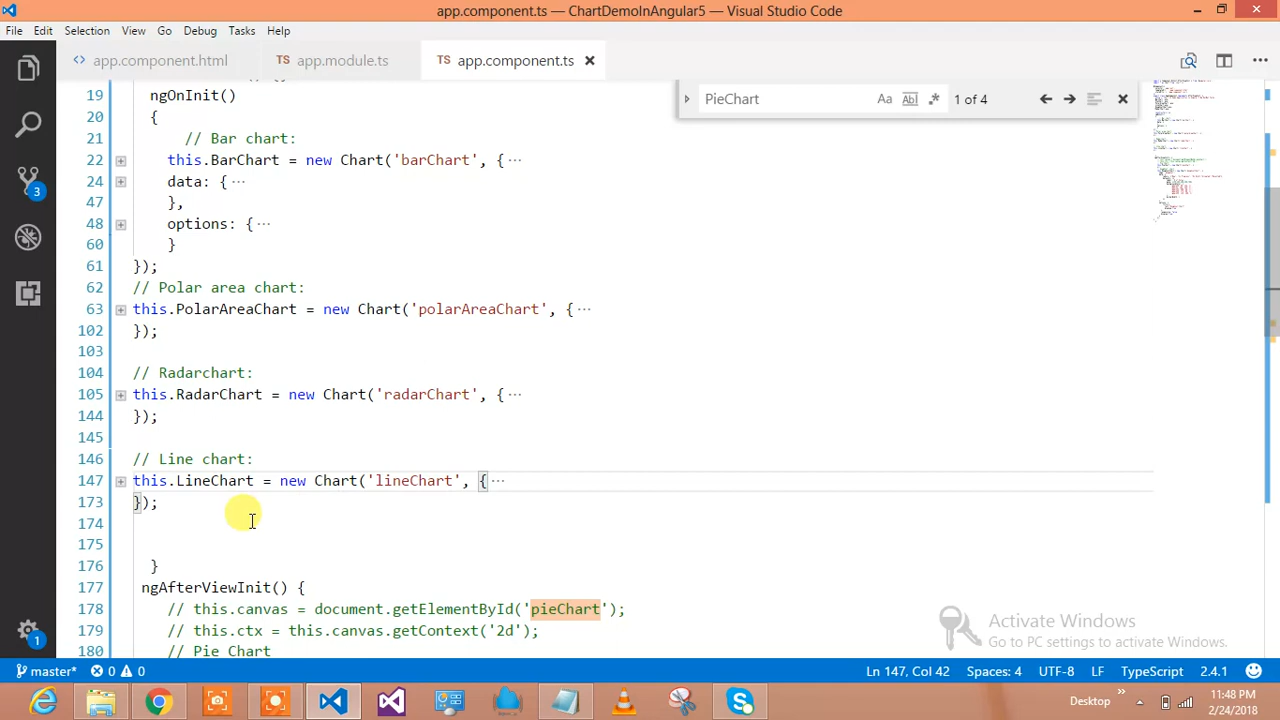 app.component.ts — ChartDemoInAngular5 — Visual Studio Code
File Edit Selection View Go Debug Tasks Help
<> app.component.html TS app.module.ts TS app.component.ts
PieChart Aa Abl .* 1 of 4
19 ngOnInit()
20 {
21 // Bar chart:
22 this.BarChart = new Chart('barChart', { ...
24 data: { ...
47 },
48 options: { ...
60 }
61 });
62 // Polar area chart:
63 this.PolarAreaChart = new Chart('polarAreaChart', { ...
102 });
103
104 // Radarchart:
105 this.RadarChart = new Chart('radarChart', { ...
144 });
145
146 // Line chart:
147 this.LineChart = new Chart('lineChart', { ...
173 });
174
175
176 }
177 ngAfterViewInit() {
178 // this.canvas = document.getElementById('pieChart');
179 // this.ctx = this.canvas.getContext('2d');
180 // Pie Chart
3
1
Activate Windows
Go to PC settings to activate Windows.
master* 0 0 Ln 147, Col 42 Spaces: 4 UTF-8 LF TypeScript 2.4.1
Desktop 11:48 PM
2/24/2018